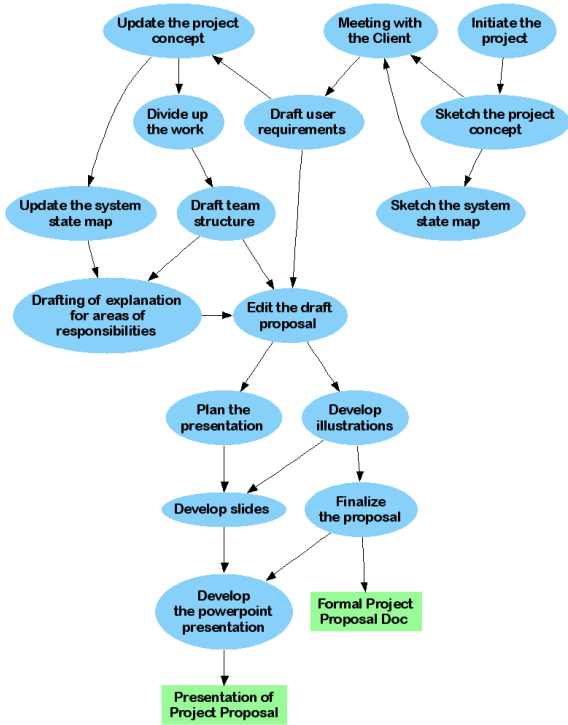 Update the project
concept
Meeting with
the Client
Initiate the
project
Divide up
the work
Draft user
requirements
Sketch the project
concept
Update the system
state map
Draft team
structure
Sketch the system
state map
Drafting of explanation
for areas of
responsibilities
Edit the draft
proposal
Plan the
presentation
Develop
illustrations
Develop slides
Finalize
the proposal
Develop
the powerpoint
presentation
Formal Project
Proposal Doc
Presentation of
Project Proposal